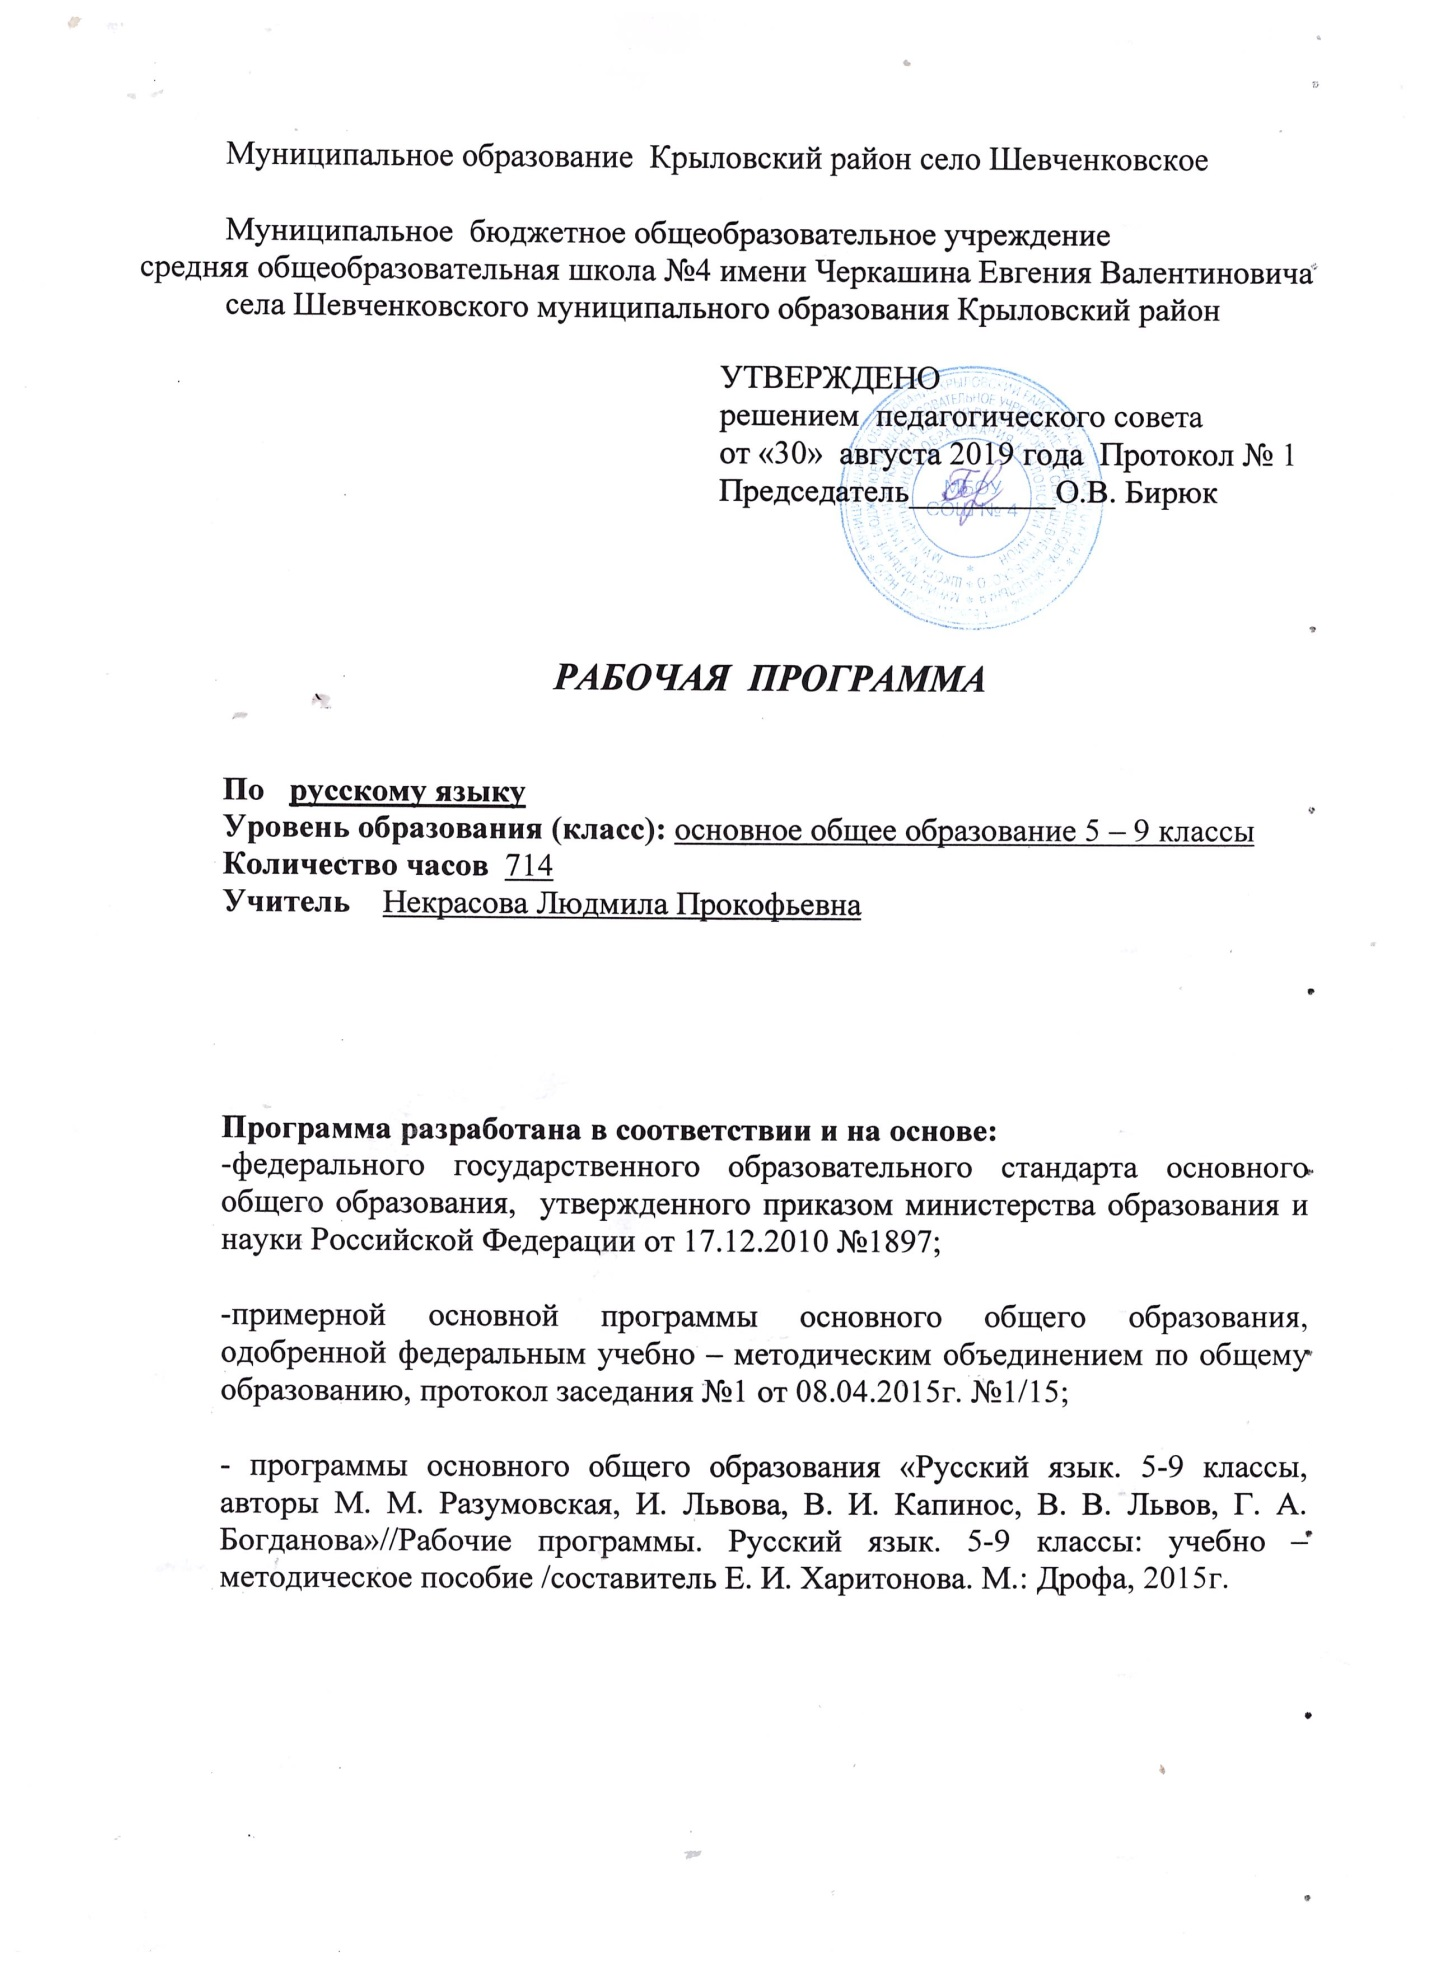 Муниципальное образование Крыловский район село Шевченковское
Муниципальное бюджетное общеобразовательное учреждение
средняя общеобразовательная школа №4 имени Черкашина Евгения Валентиновича
села Шевченковского муниципального образования Крыловский район
УТВЕРЖДЕНО
решением педагогического совета
от «30» августа 2019 года Протокол № 1
Председатель_________О.В. Бирюк
МБОУ
СОШ № 4
РАБОЧАЯ ПРОГРАММА
По русскому языку
Уровень образования (класс): основное общее образование 5 – 9 классы
Количество часов 714
Учитель Некрасова Людмила Прокофьевна
Программа разработана в соответствии и на основе:
-федерального государственного образовательного стандарта основного
общего образования, утвержденного приказом министерства образования и
науки Российской Федерации от 17.12.2010 №1897;
-примерной основной программы основного общего образования,
одобренной федеральным учебно – методическим объединением по общему
образованию, протокол заседания №1 от 08.04.2015г. №1/15;
- программы основного общего образования «Русский язык. 5-9 классы,
авторы М. М. Разумовская, И. Львова, В. И. Капинос, В. В. Львов, Г. А.
Богданова»//Рабочие программы. Русский язык. 5-9 классы: учебно –
методическое пособие /составитель Е. И. Харитонова. М.: Дрофа, 2015г.